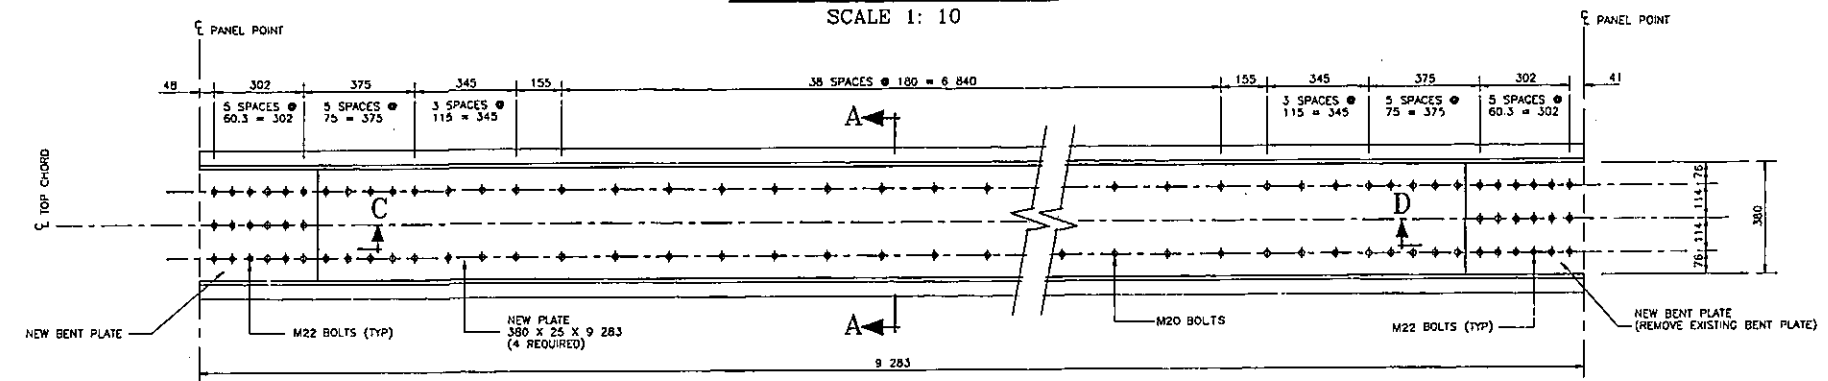 SCALE 1: 10
℄ PANEL POINT
℄ PANEL POINT
48
302
375
345
155
38 SPACES @ 180 = 6 840
155
345
375
302
41
5 SPACES @
60.3 = 302
5 SPACES @
75 = 375
3 SPACES @
115 = 345
A
3 SPACES @
115 = 345
5 SPACES @
75 = 375
5 SPACES @
60.3 = 302
℄ TOP CHORD
C
D
76
114
114
76
380
NEW BENT PLATE
M22 BOLTS (TYP)
NEW PLATE
380 X 25 X 9 283
(4 REQUIRED)
A
M20 BOLTS
M22 BOLTS (TYP)
NEW BENT PLATE
(REMOVE EXISTING BENT PLATE)
9 283